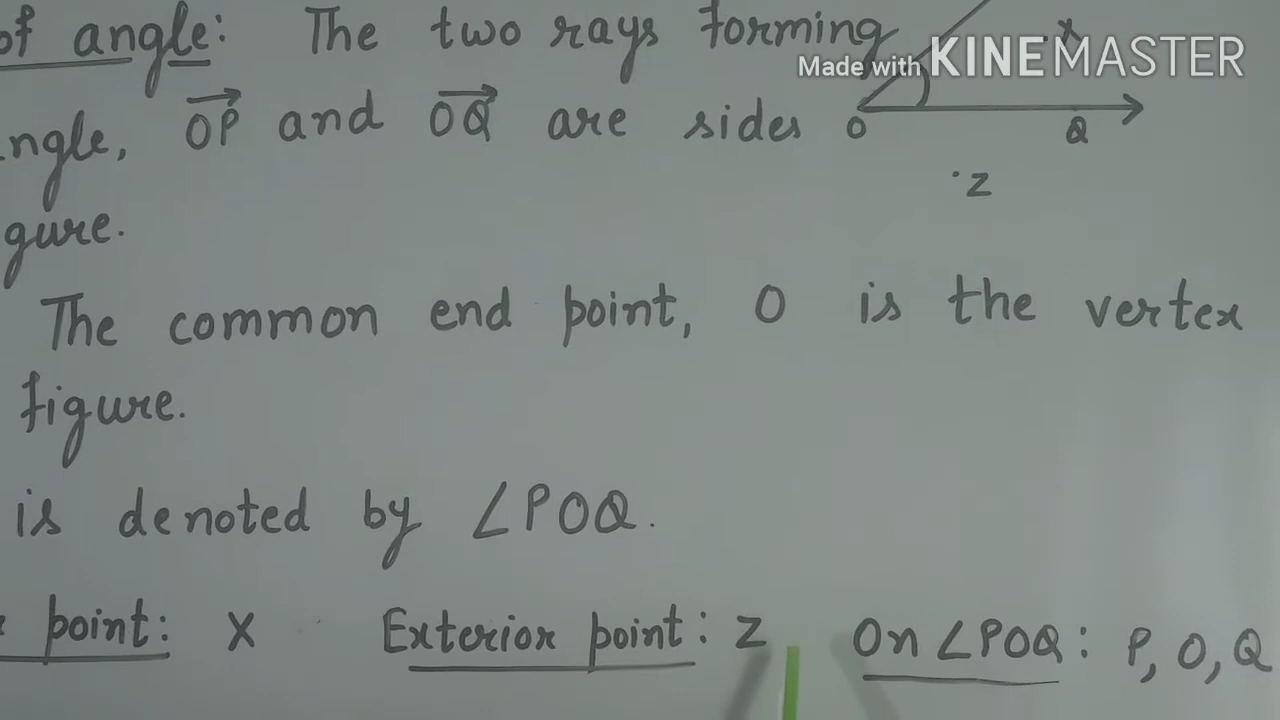 of angle: The two rays forming
ngle, OP and OQ are sides
gure.
The common end point, O is the vertex
figure.
is denoted by ∠POQ.
point: X Exterior point: Z On ∠POQ: P, O, Q
Made with KINEMASTER
X
O Q
Z